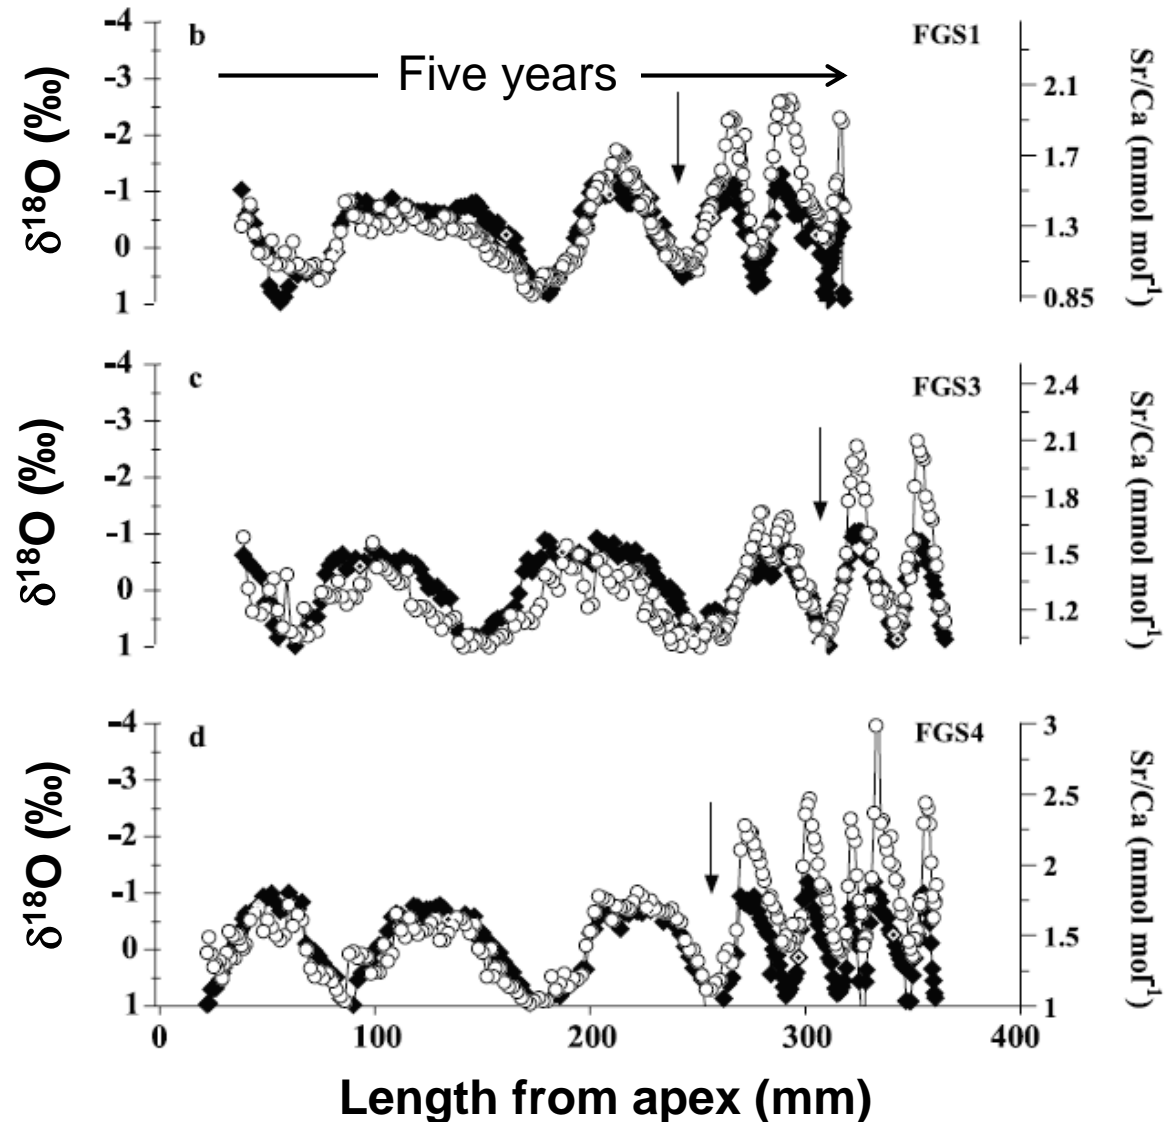 b
FGS1
Five years
-4
-3
-2
-1
0
1
δ¹⁸O (‰)
2.1
1.7
1.3
0.85
Sr/Ca (mmol mol⁻¹)
c
FGS3
-4
-3
-2
-1
0
1
δ¹⁸O (‰)
2.4
2.1
1.8
1.5
1.2
Sr/Ca (mmol mol⁻¹)
d
FGS4
-4
-3
-2
-1
0
1
δ¹⁸O (‰)
3
2.5
2
1.5
1
Sr/Ca (mmol mol⁻¹)
0 100 200 300 400
Length from apex (mm)